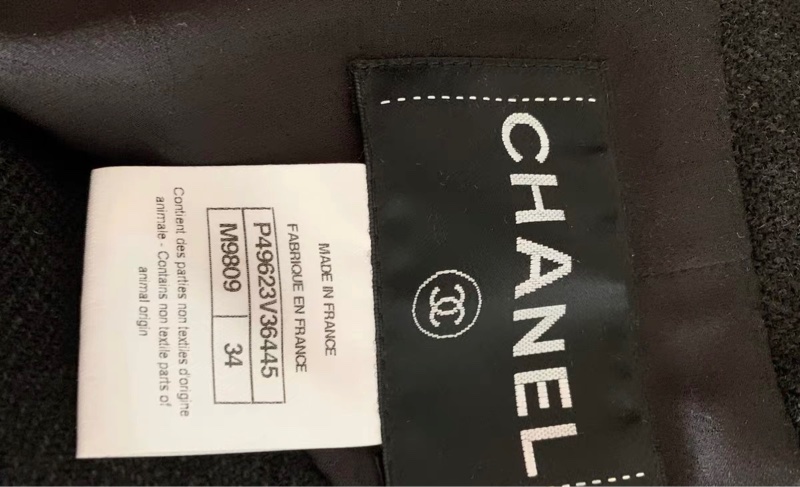 CHANEL
MADE IN FRANCE
FABRIQUE EN FRANCE
P49623V36445
M9809 34
Contient des parties non textiles d'origine
animale - Contains non textile parts of
animal origin